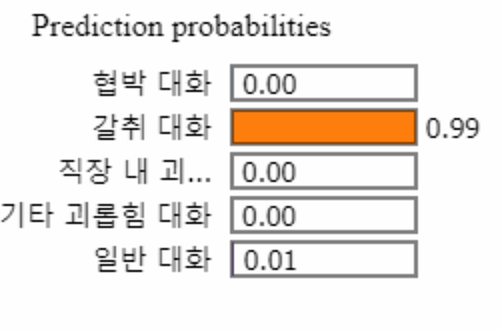 Prediction probabilities
협박 대화 0.00
갈취 대화 0.99
직장 내 괴... 0.00
기타 괴롭힘 대화 0.00
일반 대화 0.01